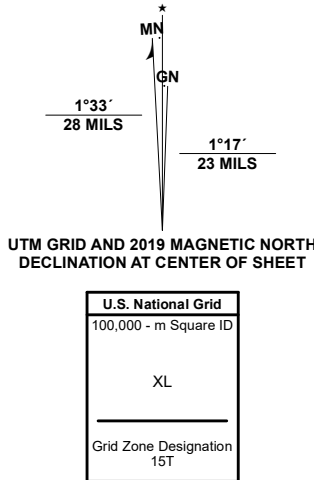 ★
MN
GN
1°33´
28 MILS
1°17´
23 MILS
UTM GRID AND 2019 MAGNETIC NORTH
DECLINATION AT CENTER OF SHEET
U.S. National Grid
100,000 - m Square ID
XL
Grid Zone Designation
15T